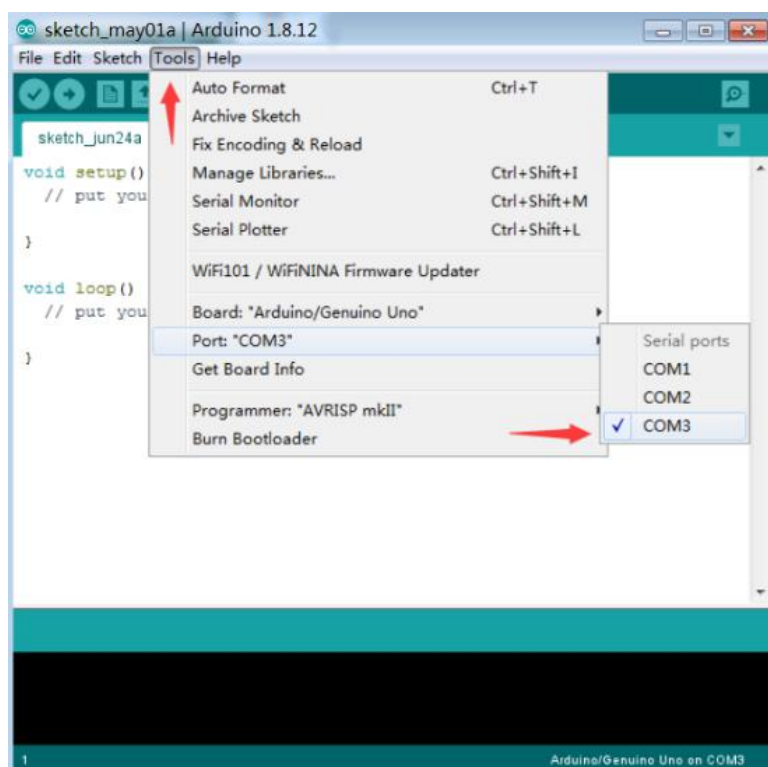 sketch_may01a | Arduino 1.8.12
File Edit Sketch Tools Help
Auto Format Ctrl+T
Archive Sketch
sketch_jun24a
Fix Encoding & Reload
void setup()
Manage Libraries... Ctrl+Shift+I
// put you
Serial Monitor Ctrl+Shift+M
Serial Plotter Ctrl+Shift+L
}
WiFi101 / WiFiNINA Firmware Updater
void loop()
// put you
Board: "Arduino/Genuino Uno"
Port: "COM3"
Serial ports
}
Get Board Info
COM1
COM2
Programmer: "AVRISP mkII"
COM3
Burn Bootloader
1 Arduino/Genuino Uno on COM3